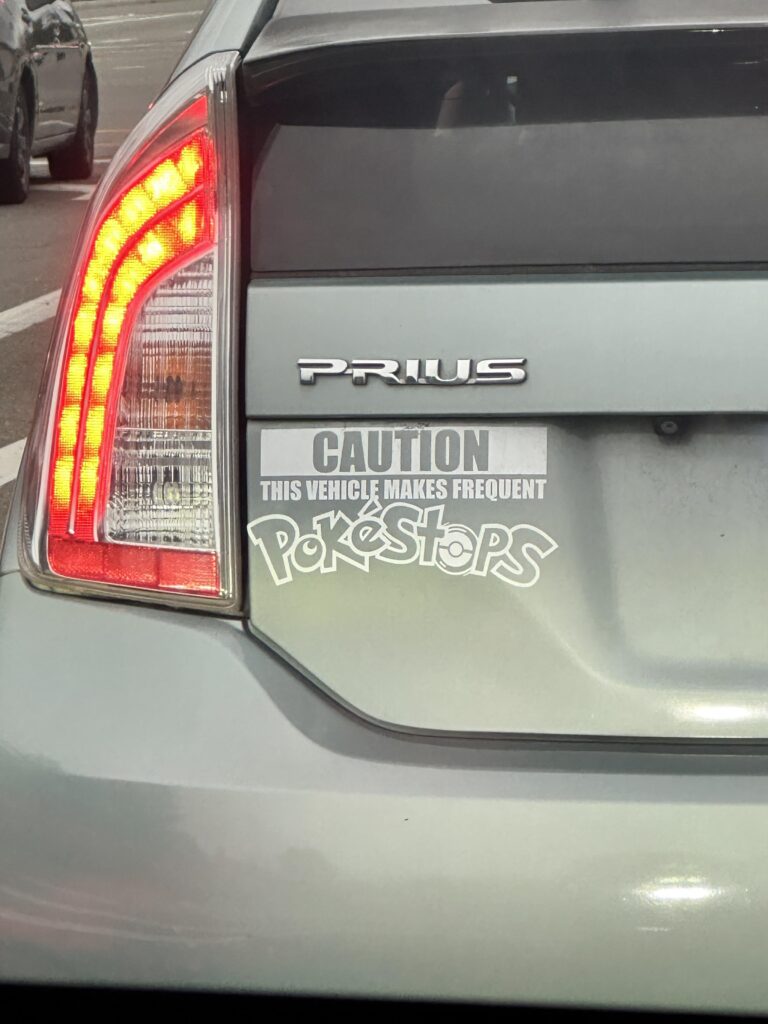 PRIUS
CAUTION
THIS VEHICLE MAKES FREQUENT
PoKéStoPS